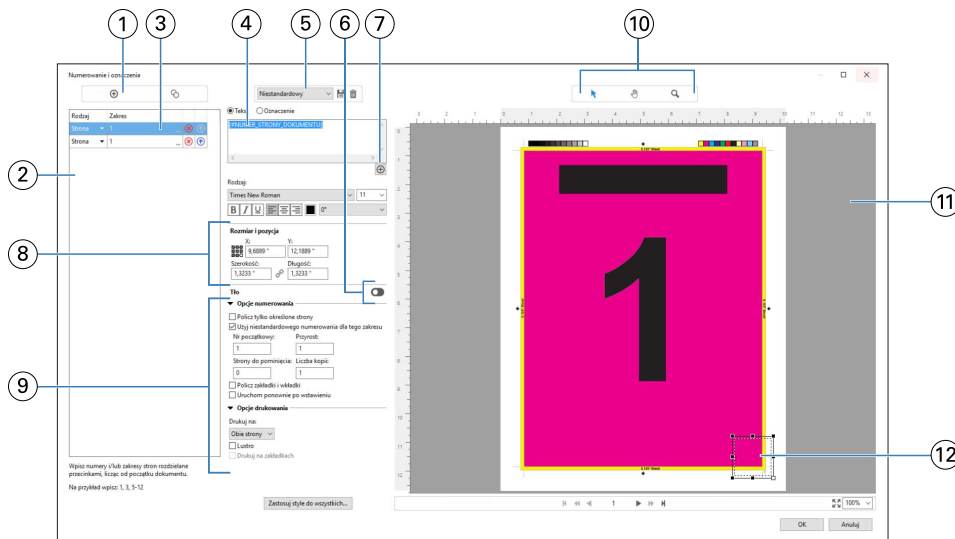 1 3 4 5 6 7 10
Numerowanie i oznaczenia
Niestandardowy
Rodzaj Zakres
Strona 1 ...
Strona 1 ...
Tekst Oznaczenie
[#NUMER_STRONY_DOKUMENTU]
Rodzaj:
Times New Roman 11
B I U 0°
2
8
Rozmiar i pozycja
X: Y:
9,6889 " 12,1889 "
Szerokość: Długość:
1,3233 " 1,3233 "
Tło
9
Opcje numerowania
Policz tylko określone strony
Użyj niestandardowego numerowania dla tego zakresu
Nr początkowy: Przyrost:
1 1
Strony do pominięcia: Liczba kopii:
0 1
Policz zakładki i wkładki
Uruchom ponownie po wstawieniu
Opcje drukowania
Drukuj na:
Obie strony
Lustro
Drukuj na zakładkach
Wpisz numery i/lub zakresy stron rozdzielane
przecinkami, licząc od początku dokumentu.
Na przykład wpisz: 1, 3, 5-12
Zastosuj style do wszystkich...
1
11
12
1
100%
OK Anuluj